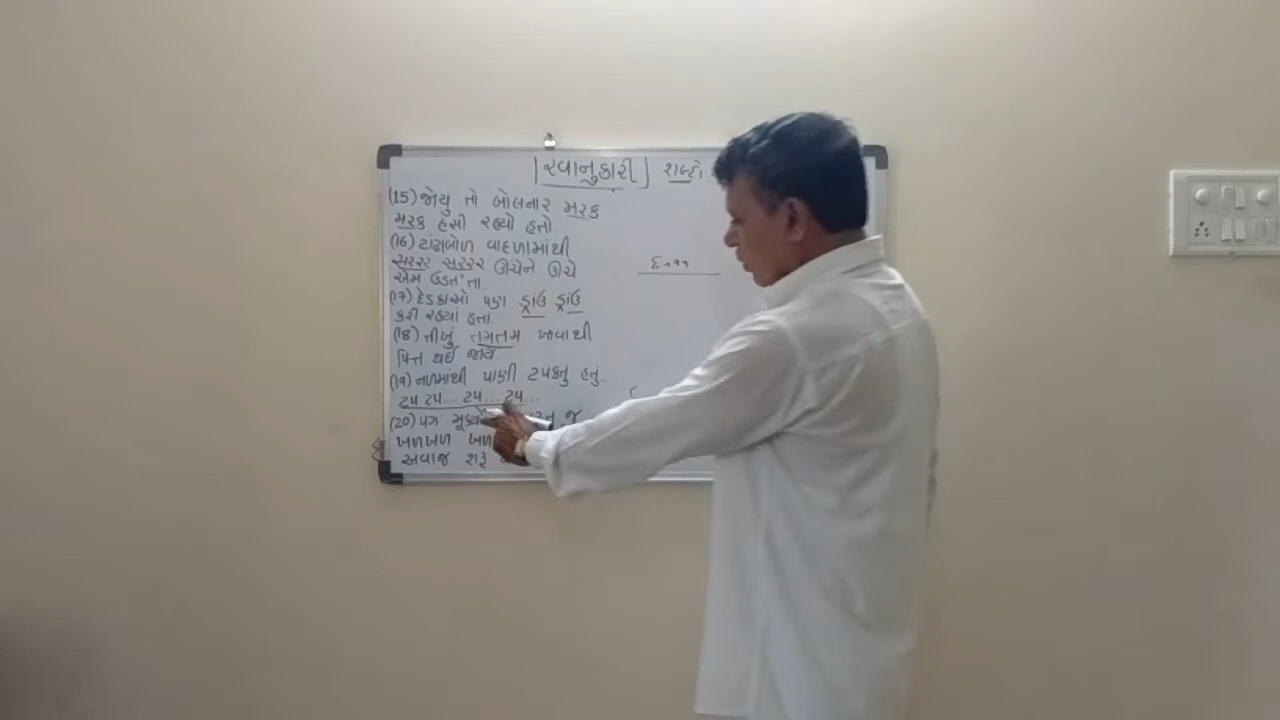 રવાનુકારી શબ્દો
(15) જોયુ તો બોલનાર મરક
મરક હસી રહ્યો હતો.
(16) વાદળામાંથી
સરરર સરરર ઊંચેને ઊંચે
એમ ઉડતા'તા.
(17) દેડકાઓ પણ ડ્રાંઉ ડ્રાંઉ
કરી રહ્યાં હતાં.
(18) તીખું તમતમ ખાવાથી
પિત્ત થઈ જાય
(19) નળમાંથી પાણી ટપકતુ હતું.
ટપ ટપ... ટપ... ટપ...
(20) પગ જ
ખળખળ
અવાજ શરૂ